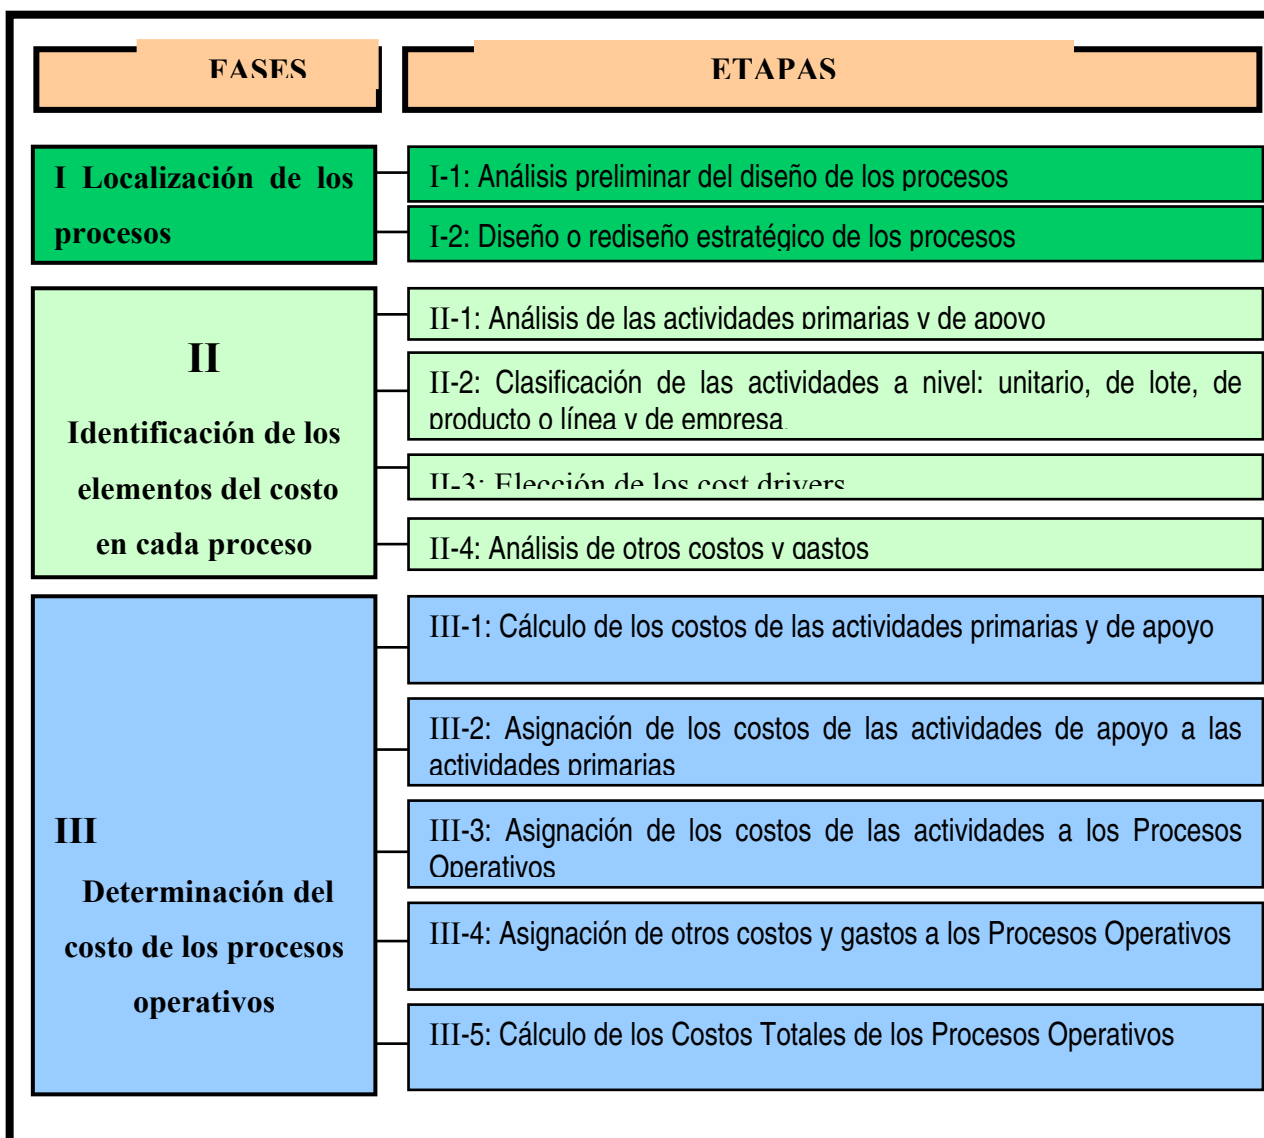 FASES
ETAPAS
I Localización de los
procesos
I-1: Análisis preliminar del diseño de los procesos
I-2: Diseño o rediseño estratégico de los procesos
II
Identificación de los
elementos del costo
en cada proceso
II-1: Análisis de las actividades primarias y de apoyo
II-2: Clasificación de las actividades a nivel: unitario, de lote, de
producto o línea y de empresa.
II-3: Elección de los cost drivers
II-4: Análisis de otros costos y gastos
III
Determinación del
costo de los procesos
operativos
III-1: Cálculo de los costos de las actividades primarias y de apoyo
III-2: Asignación de los costos de las actividades de apoyo a las
actividades primarias
III-3: Asignación de los costos de las actividades a los Procesos
Operativos
III-4: Asignación de otros costos y gastos a los Procesos Operativos
III-5: Cálculo de los Costos Totales de los Procesos Operativos